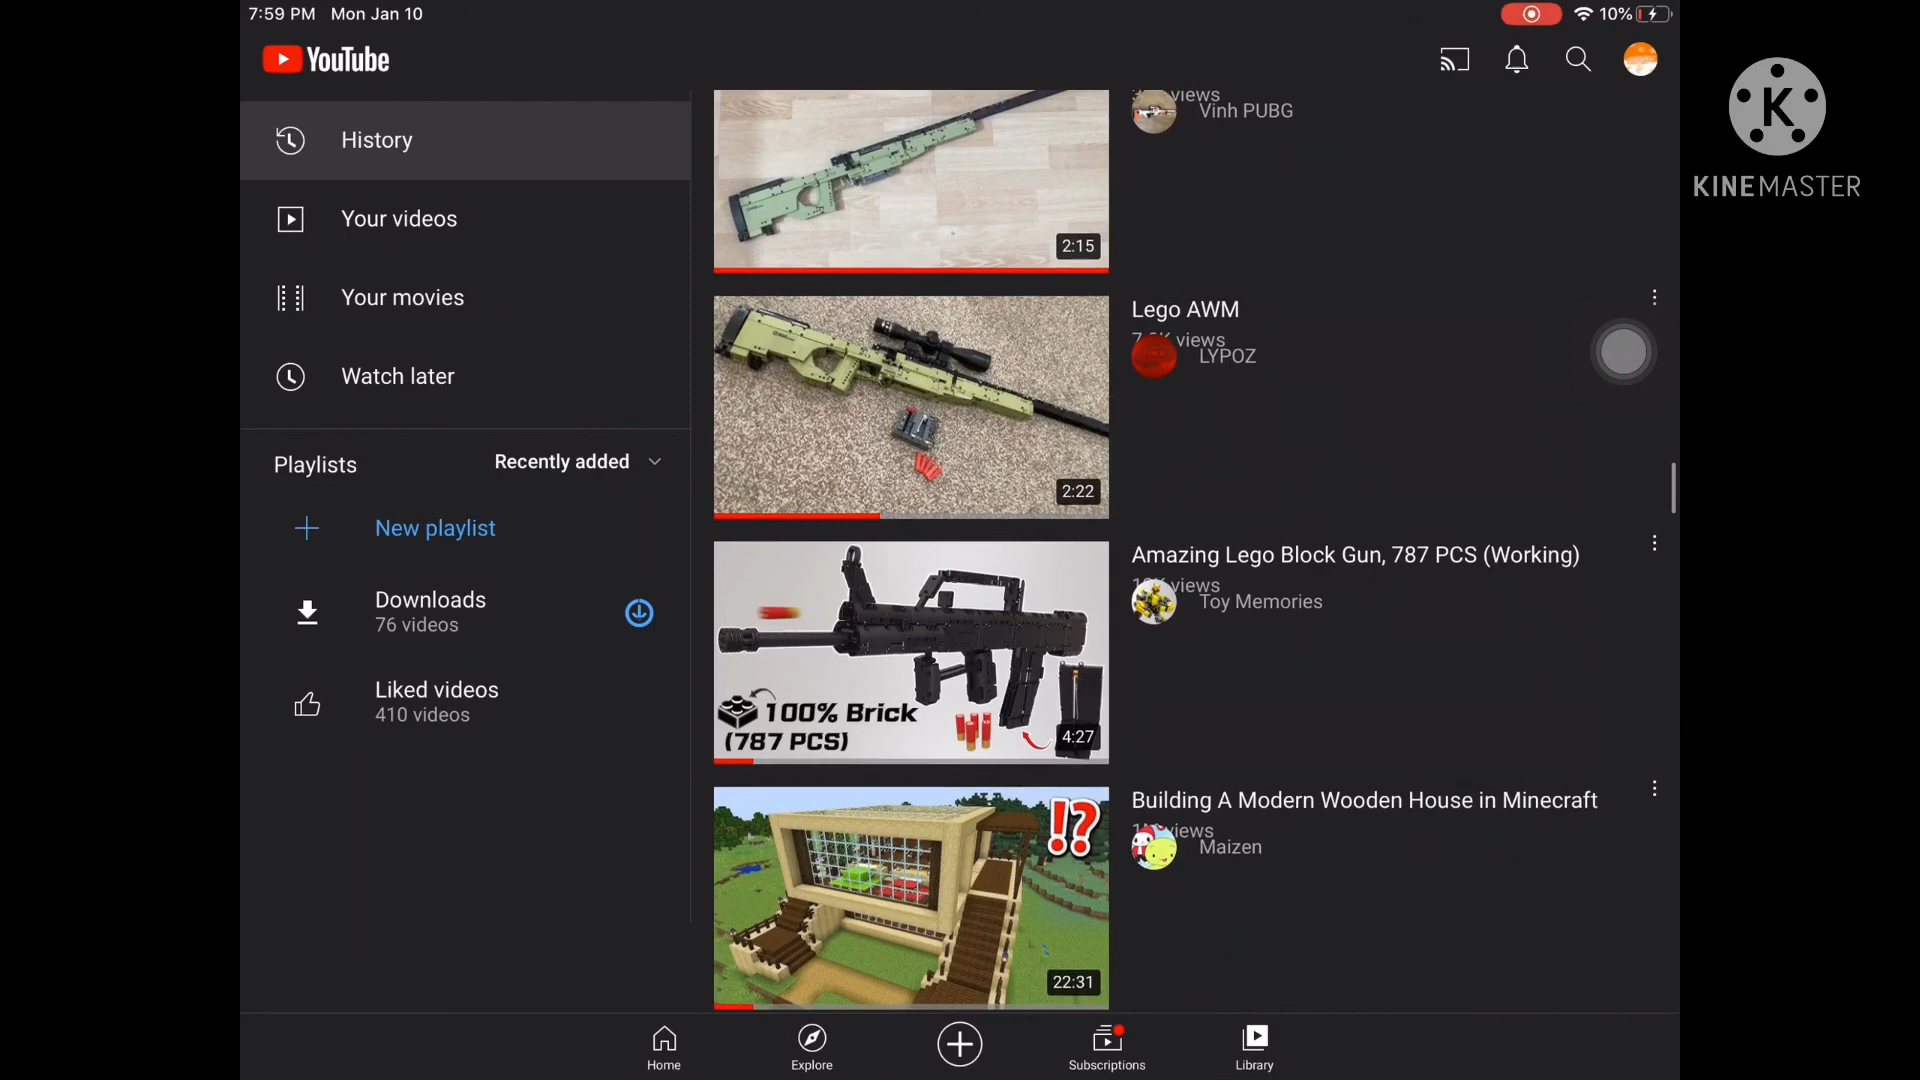 7:59 PM Mon Jan 10
10%
YouTube
History
Your videos
Your movies
Watch later
Playlists
Recently added
New playlist
Downloads
76 videos
Liked videos
410 videos
views
Vinh PUBG
2:15
Lego AWM
views
LYPOZ
2:22
Amazing Lego Block Gun, 787 PCS (Working)
views
Toy Memories
100% Brick
(787 PCS)
4:27
Building A Modern Wooden House in Minecraft
views
Maizen
!?
22:31
Home
Explore
Subscriptions
Library
K
KINEMASTER